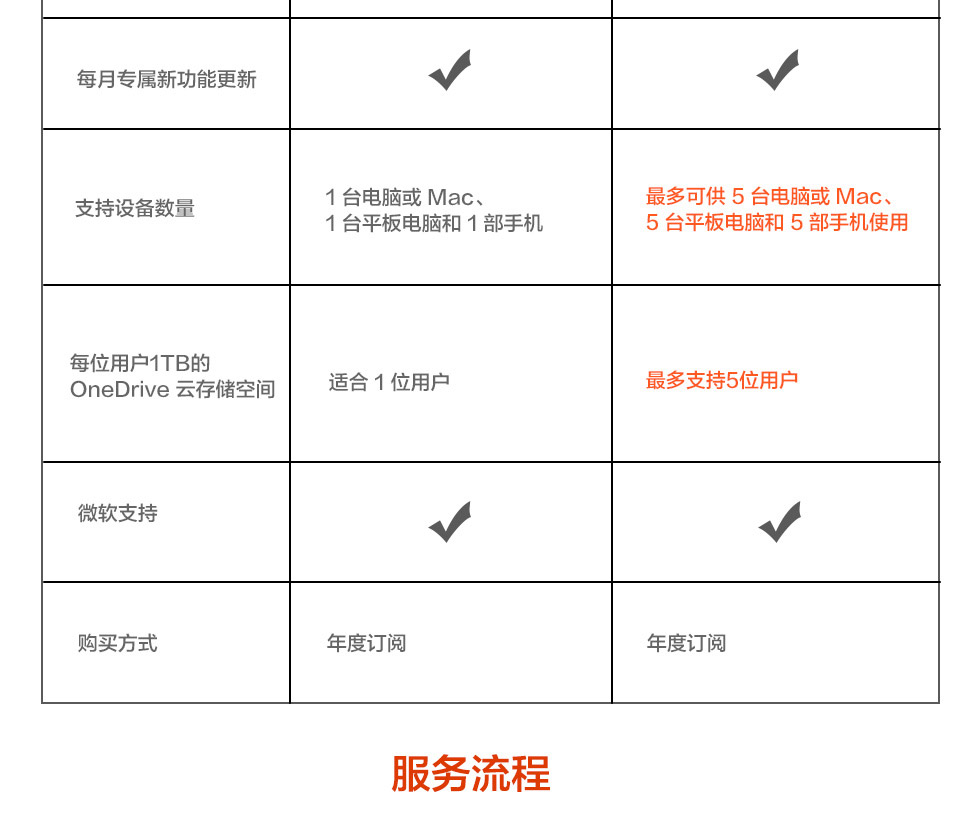 每月专属新功能更新
支持设备数量
1 台电脑或 Mac、
1 台平板电脑和 1 部手机
最多可供 5 台电脑或 Mac、
5 台平板电脑和 5 部手机使用
每位用户1TB的
OneDrive 云存储空间
适合 1 位用户
最多支持5位用户
微软支持
购买方式
年度订阅
年度订阅
服务流程